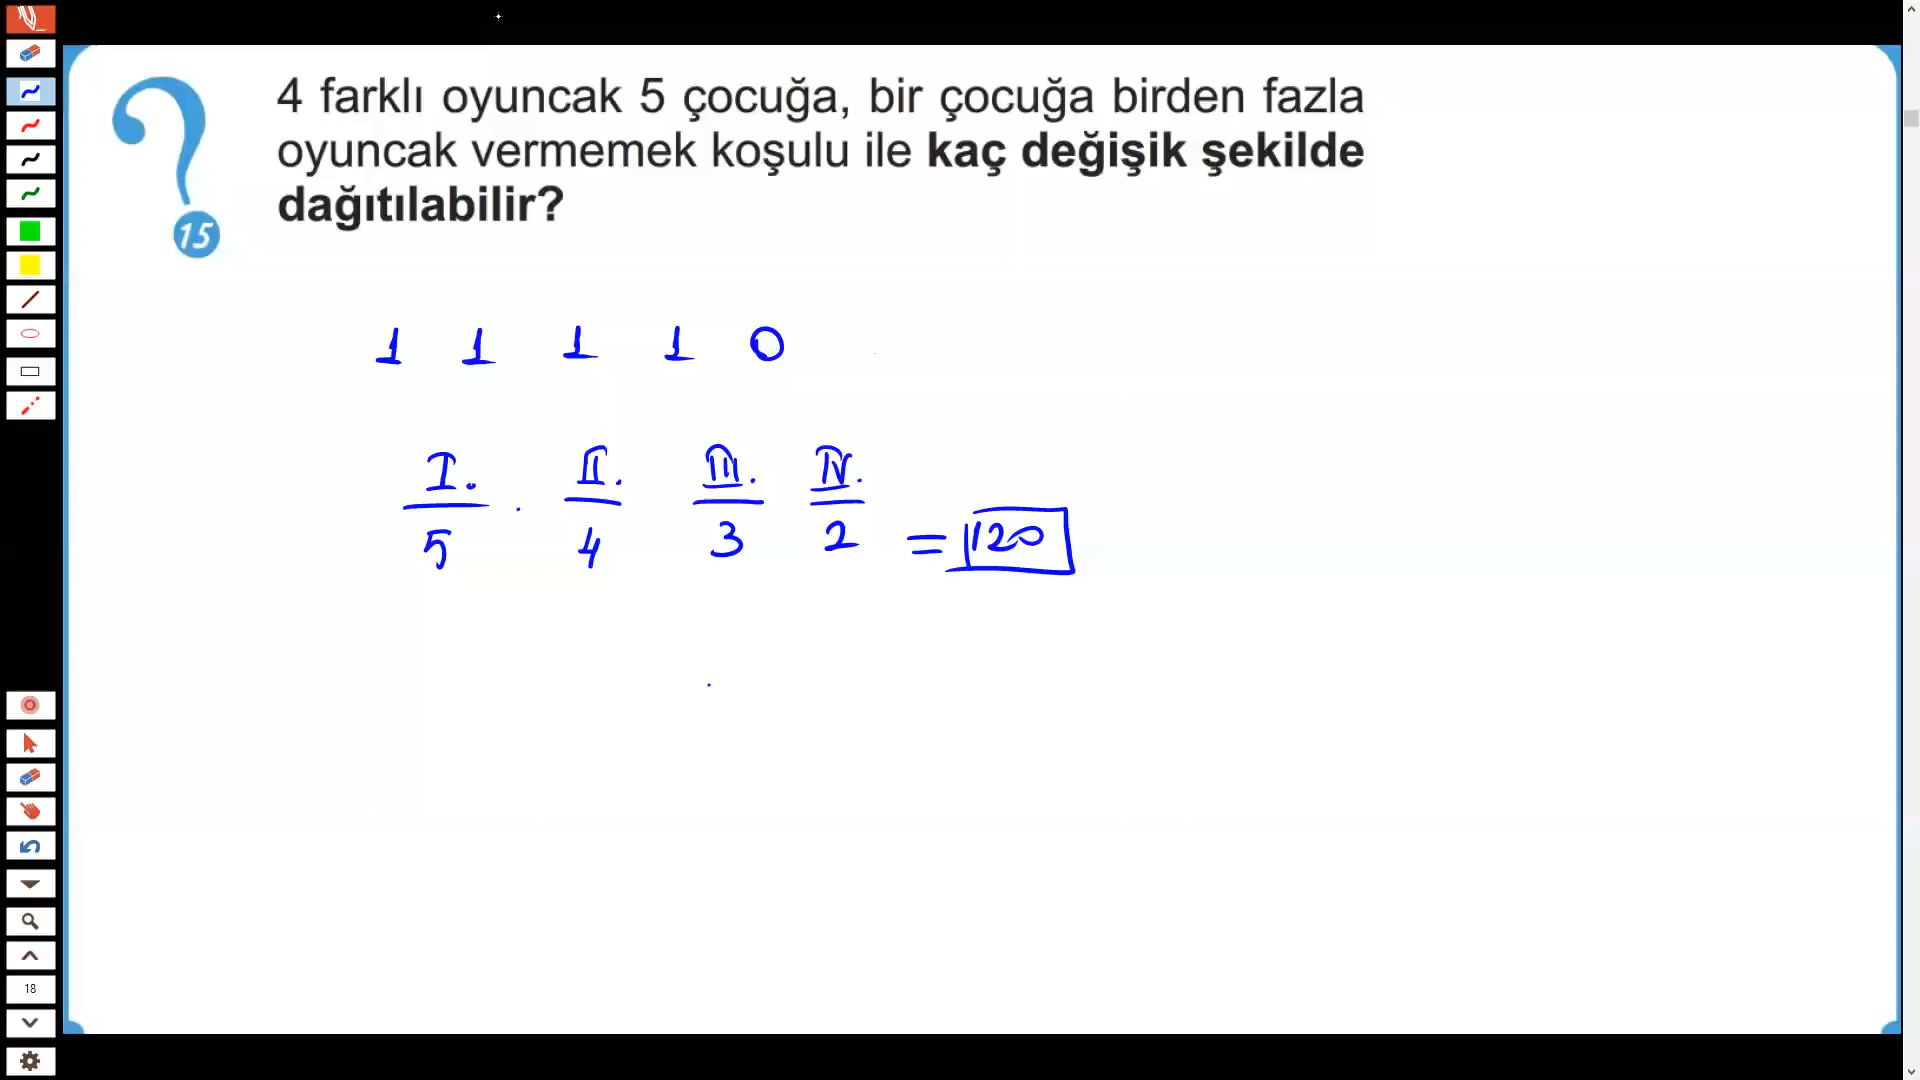 4 farklı oyuncak 5 çocuğa, bir çocuğa birden fazla
oyuncak vermemek koşulu ile kaç değişik şekilde
dağıtılabilir?
15
1 1 1 1 0
I. II. III. IV.
5 . 4 3 2 = 120
18